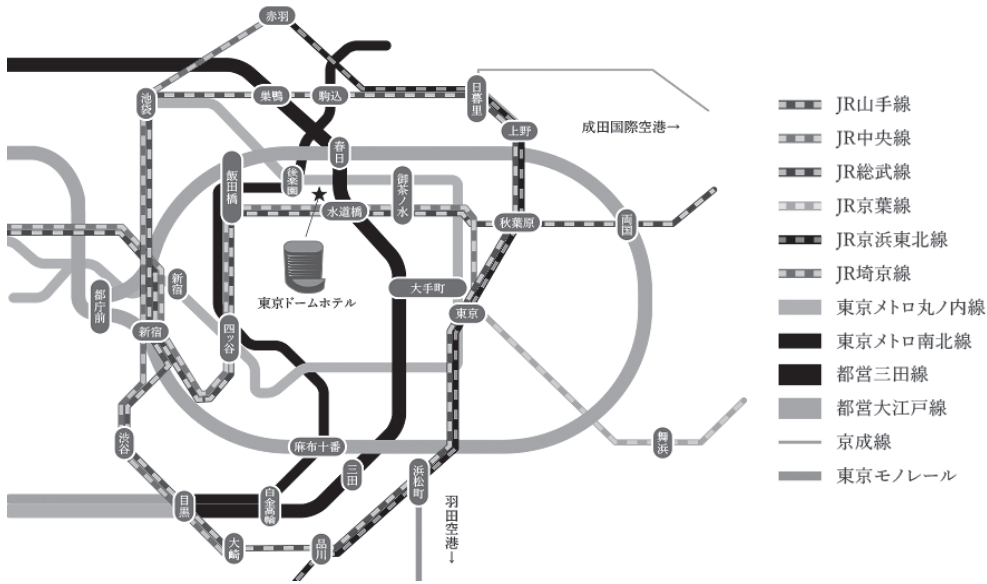 赤羽
池袋
巣鴨
駒込
日暮里
成田国際空港→
上野
春日
飯田橋
後楽園
御茶ノ水
水道橋
秋葉原
両国
東京ドームホテル
新宿
都庁前
新宿
四ッ谷
大手町
東京
渋谷
麻布十番
三田
浜松町
舞浜
目黒
白金高輪
大崎
品川
羽田空港→
JR山手線
JR中央線
JR総武線
JR京葉線
JR京浜東北線
JR埼京線
東京メトロ丸ノ内線
東京メトロ南北線
都営三田線
都営大江戸線
京成線
東京モノレール